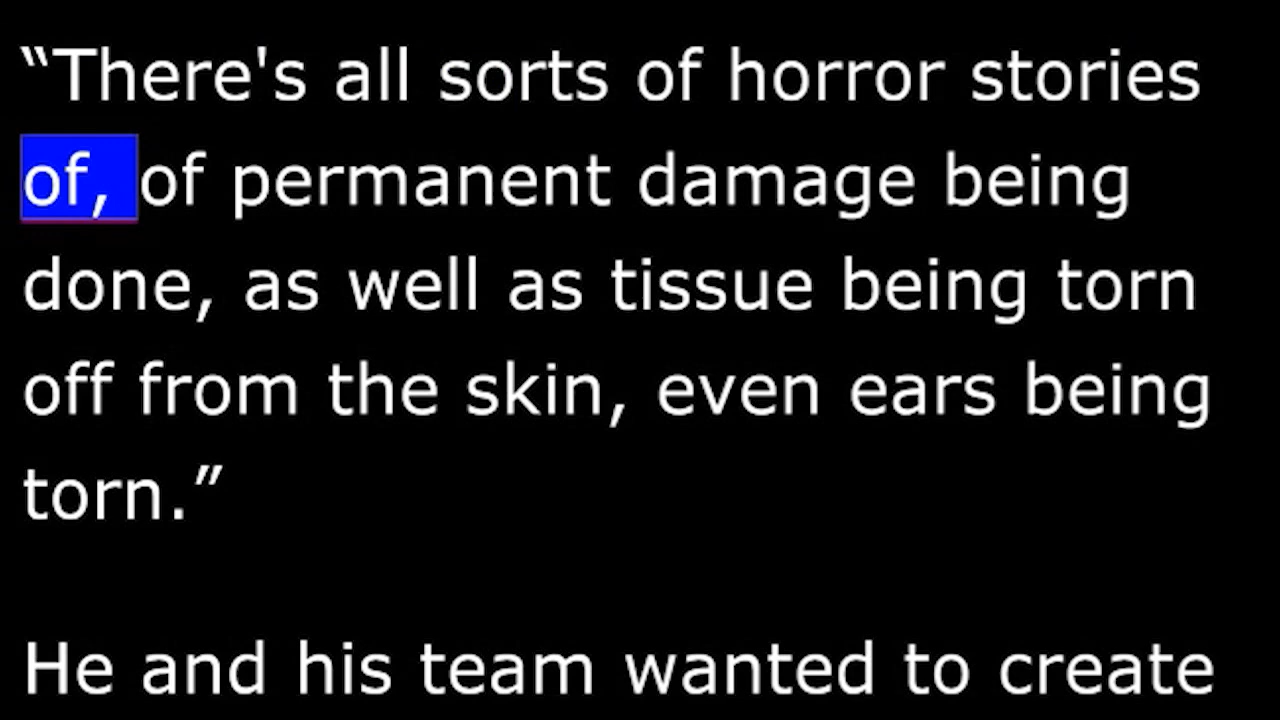 “There's all sorts of horror stories
of, of permanent damage being
done, as well as tissue being torn
off from the skin, even ears being
torn.”
He and his team wanted to create